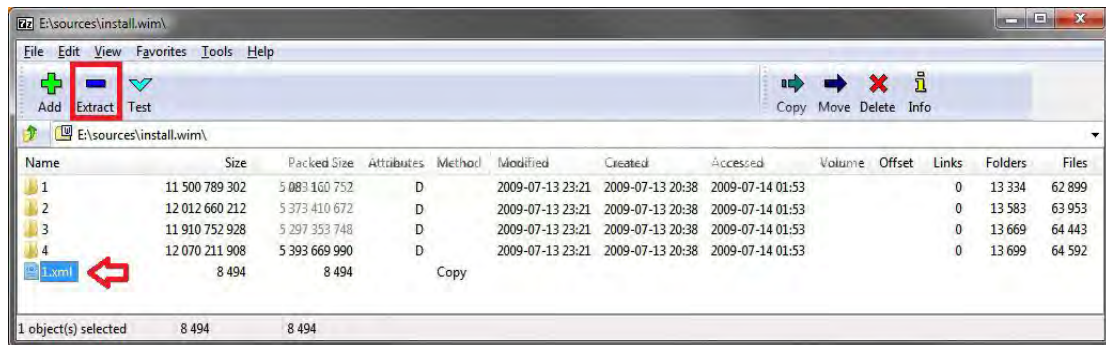 E:\sources\install.wim\
File Edit View Favorites Tools Help
Add Extract Test Copy Move Delete Info
E:\sources\install.wim\
Name Size Packed Size Attributes Method Modified Created Accessed Volume Offset Links Folders Files
1 11 500 789 302 5 083 160 752 D 2009-07-13 23:21 2009-07-13 20:38 2009-07-14 01:53 0 13 334 62 899
2 12 012 660 212 5 373 410 672 D 2009-07-13 23:21 2009-07-13 20:38 2009-07-14 01:53 0 13 583 63 953
3 11 910 752 928 5 297 353 748 D 2009-07-13 23:21 2009-07-13 20:38 2009-07-14 01:53 0 13 669 64 443
4 12 070 211 908 5 393 669 990 D 2009-07-13 23:21 2009-07-13 20:38 2009-07-14 01:53 0 13 699 64 592
1.xml 8 494 8 494 Copy
1 object(s) selected 8 494 8 494